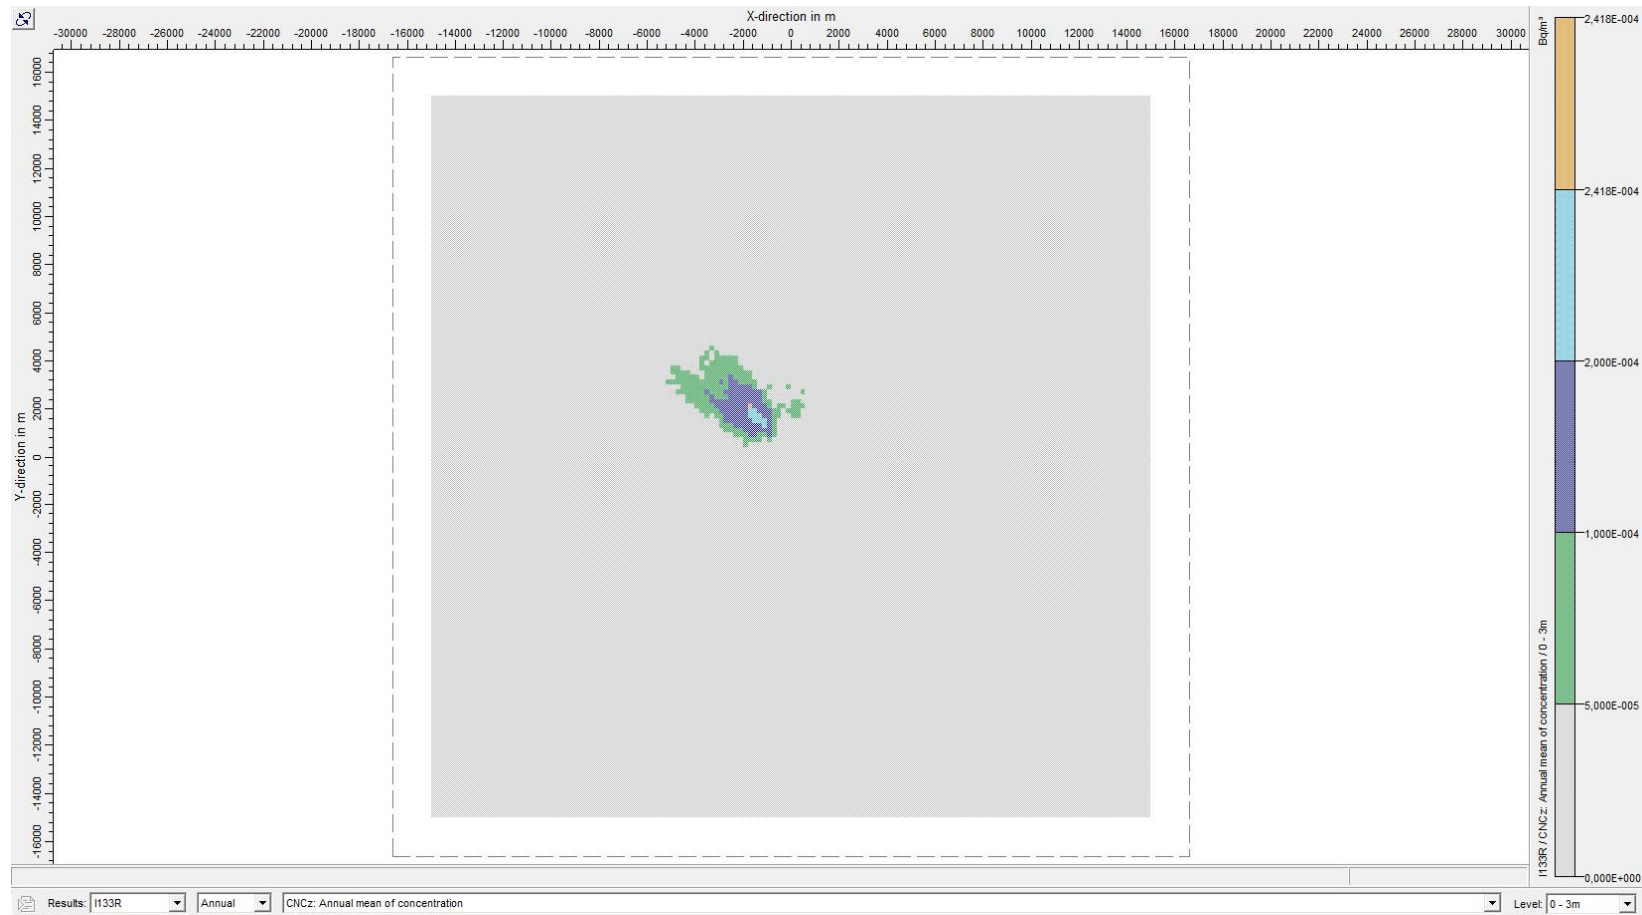 X-direction in m
-30000 -28000 -26000 -24000 -22000 -20000 -18000 -16000 -14000 -12000 -10000 -8000 -6000 -4000 -2000 0 2000 4000 6000 8000 10000 12000 14000 16000 18000 20000 22000 24000 26000 28000 30000
Y-direction in m
16000
14000
12000
10000
8000
6000
4000
2000
0
-2000
-4000
-6000
-8000
-10000
-12000
-14000
-16000
Bq/m³
2,418E-004
2,418E-004
2,000E-004
1,000E-004
5,000E-005
0,000E+000
I133R / CNCz: Annual mean of concentration / 0 - 3m
Results: I133R Annual CNCz: Annual mean of concentration Level: 0 - 3m